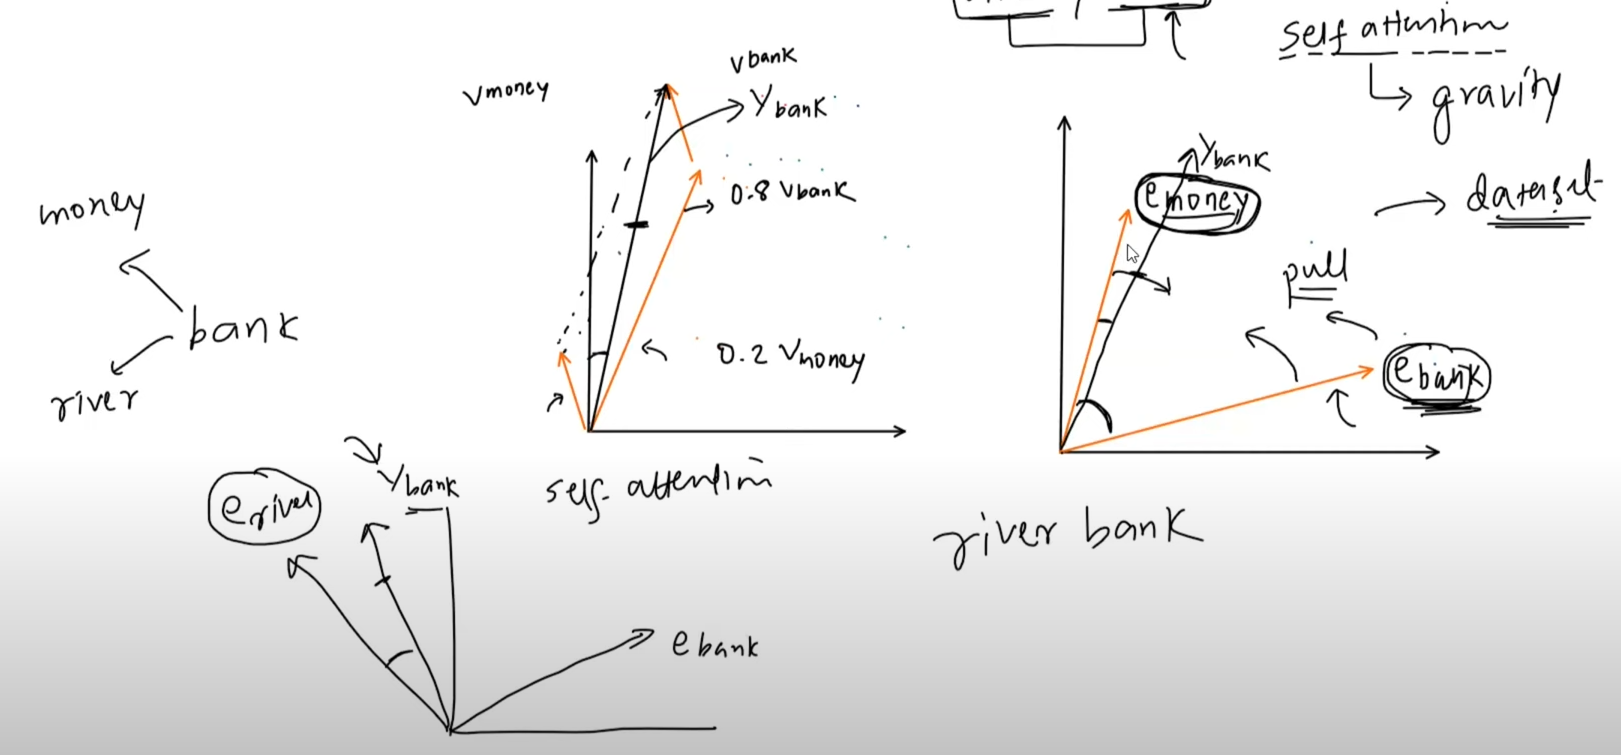 self attention
gravity
dataset
pull
Vmoney
Vbank
Ybank
0.8 Vbank
0.2 Vmoney
self-attention
money
bank
river
Ybank
emoney
ebank
eriver
Ybank
ebank
river bank